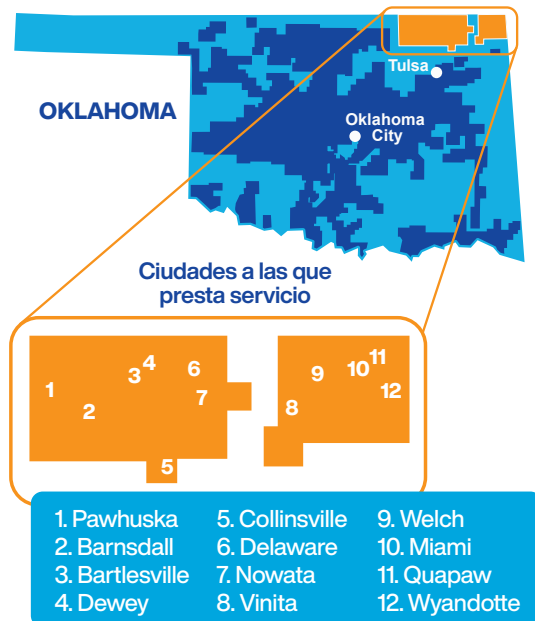 Tulsa
OKLAHOMA
Oklahoma
City
Ciudades a las que
presta servicio
1
2
3
4
5
6
7
8
9
10
11
12
1. Pawhuska
2. Barnsdall
3. Bartlesville
4. Dewey
5. Collinsville
6. Delaware
7. Nowata
8. Vinita
9. Welch
10. Miami
11. Quapaw
12. Wyandotte